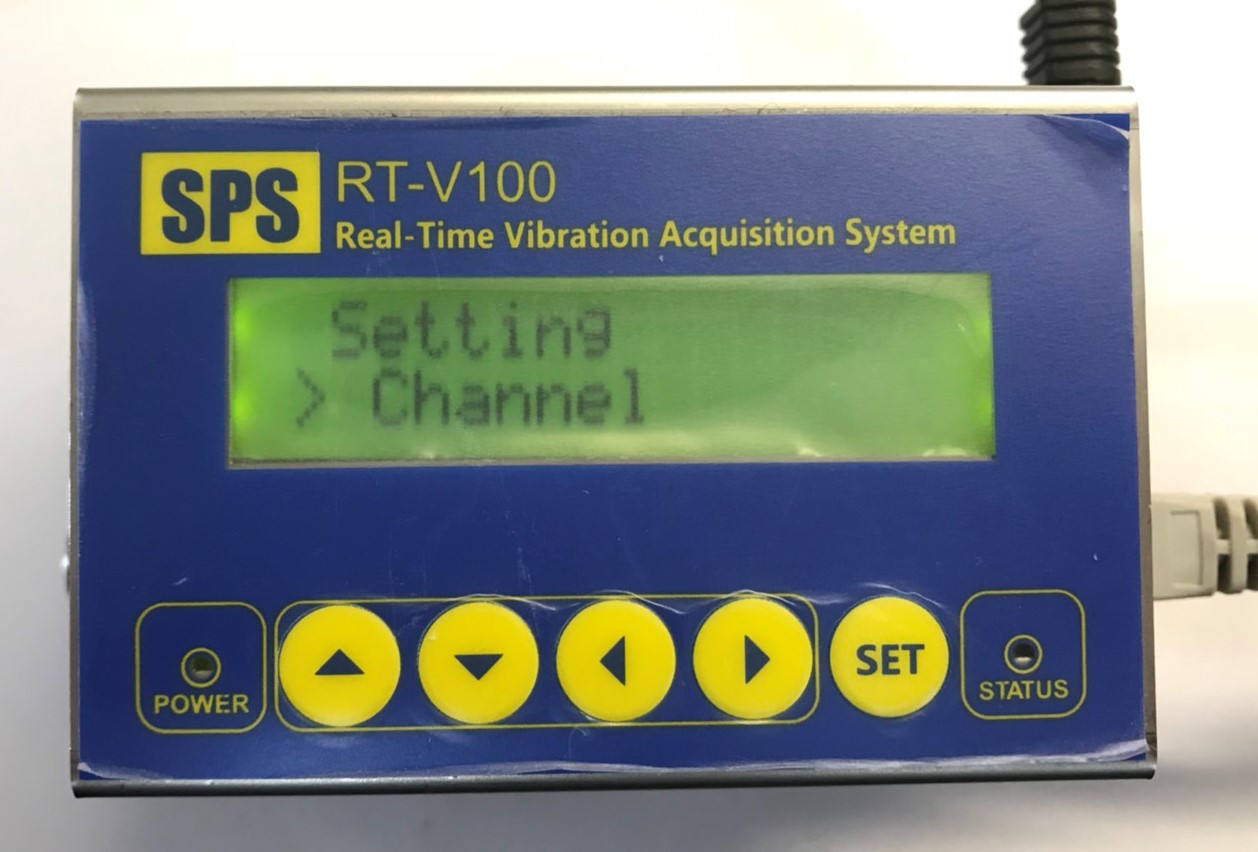 SPS
RT-V100
Real-Time Vibration Acquisition System
Setting
> Channel
POWER
SET
STATUS